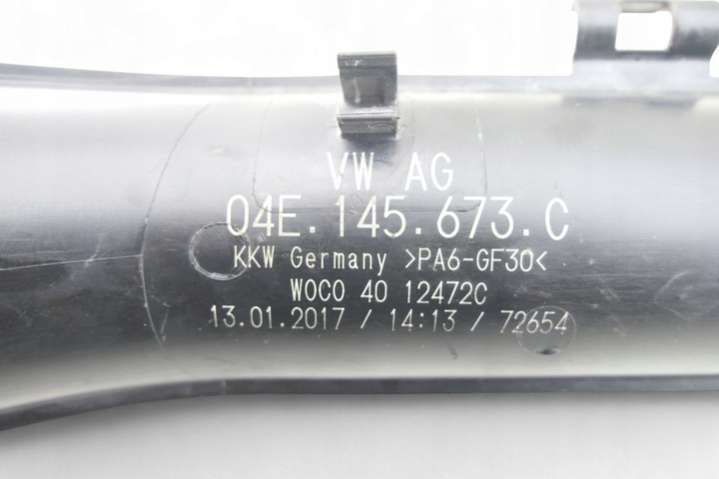 VW AG
04E.145.673.C
KKW Germany >PA6-GF30<
WOCO 40 12472C
13.01.2017 / 14:13 / 72654